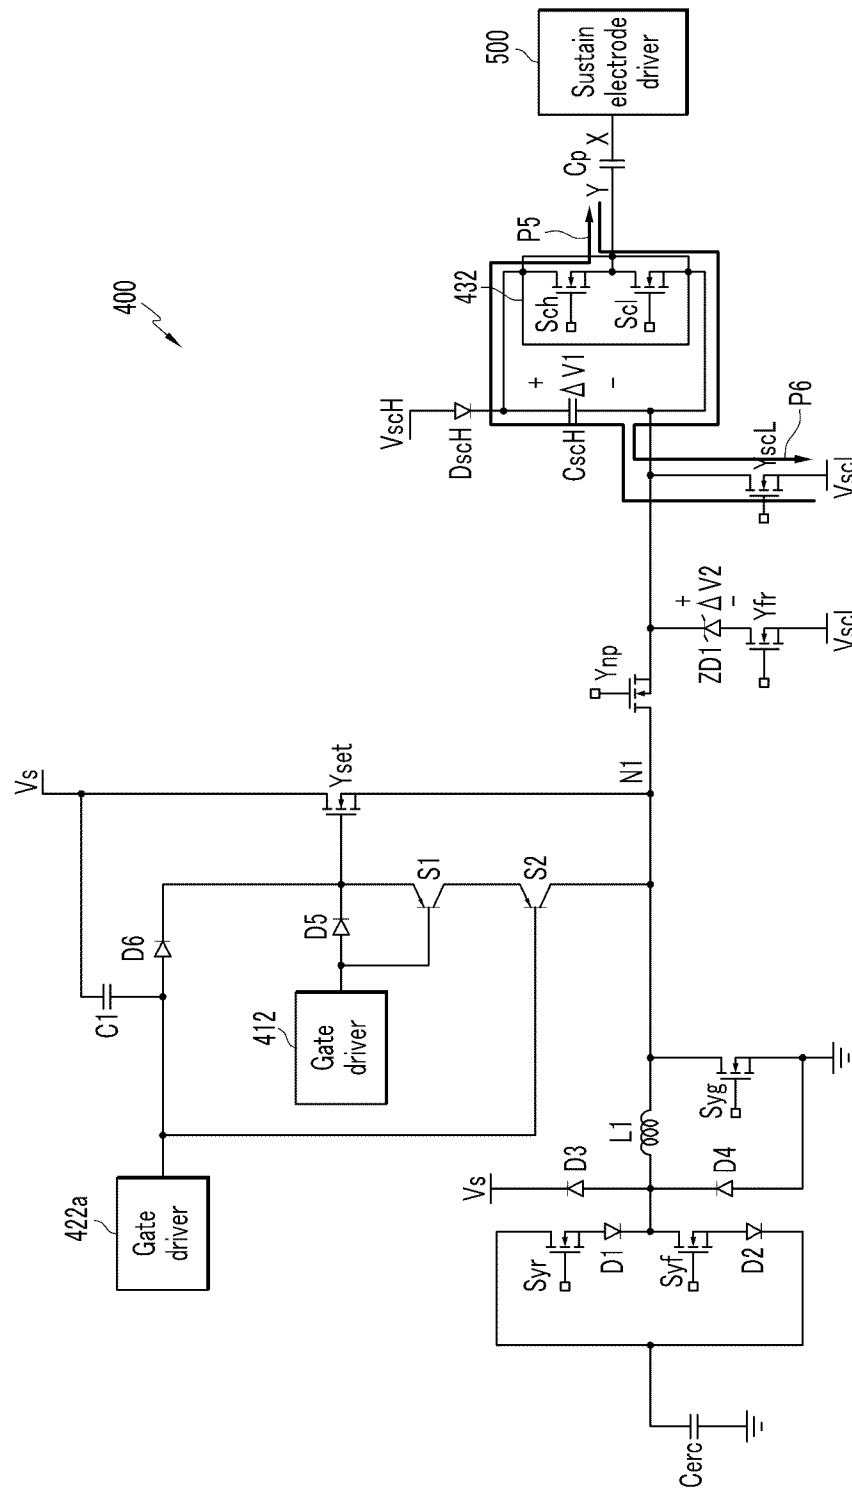 400
422a
Gate
driver
412
Gate
driver
C1
D6
D5
S1
S2
Vs
Yset
N1
Ynp
Vs
D3
D4
L1
Syg
Syr
D1
Syf
D2
Cerc
ZD1
+
ΔV2
−
Yfr
VscL
VscH
DscH
CscH
+
ΔV1
−
432
Sch
Scl
P5
P6
YscL
VscL
Y
Cp
X
500
Sustain
electrode
driver